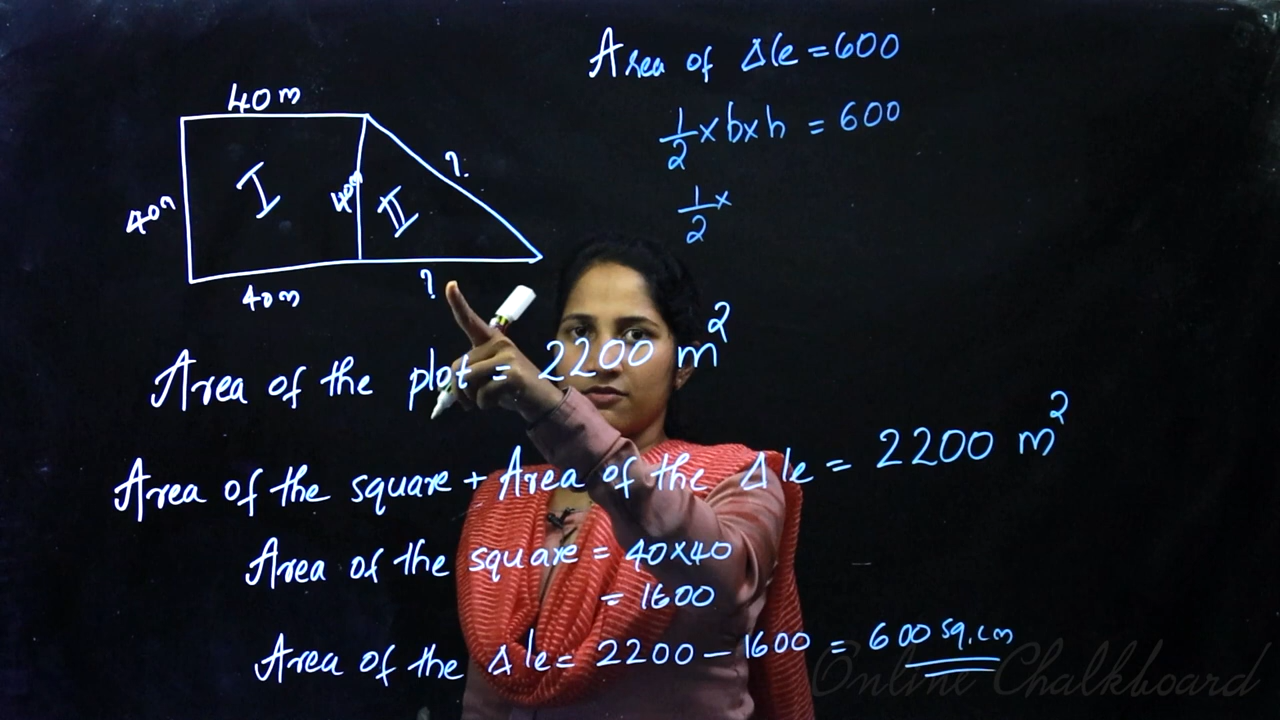 Area of Δle = 600
1/2 × b × h = 600
1/2 ×
40m
40m
I
40m
II
?
?
40m
Area of the plot = 2200 m²
Area of the square + Area of the Δle = 2200 m²
Area of the square = 40×40
= 1600
Area of the Δle = 2200 – 1600 = 600 sq.cm
Online Chalkboard